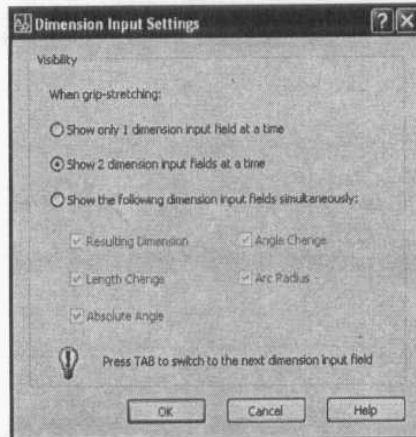 Dimension Input Settings
Visibility
When grip-stretching:
Show only 1 dimension input field at a time
Show 2 dimension input fields at a time
Show the following dimension input fields simultaneously:
Resulting Dimension Angle Change
Length Change Arc Radius
Absolute Angle
Press TAB to switch to the next dimension input field
OK Cancel Help